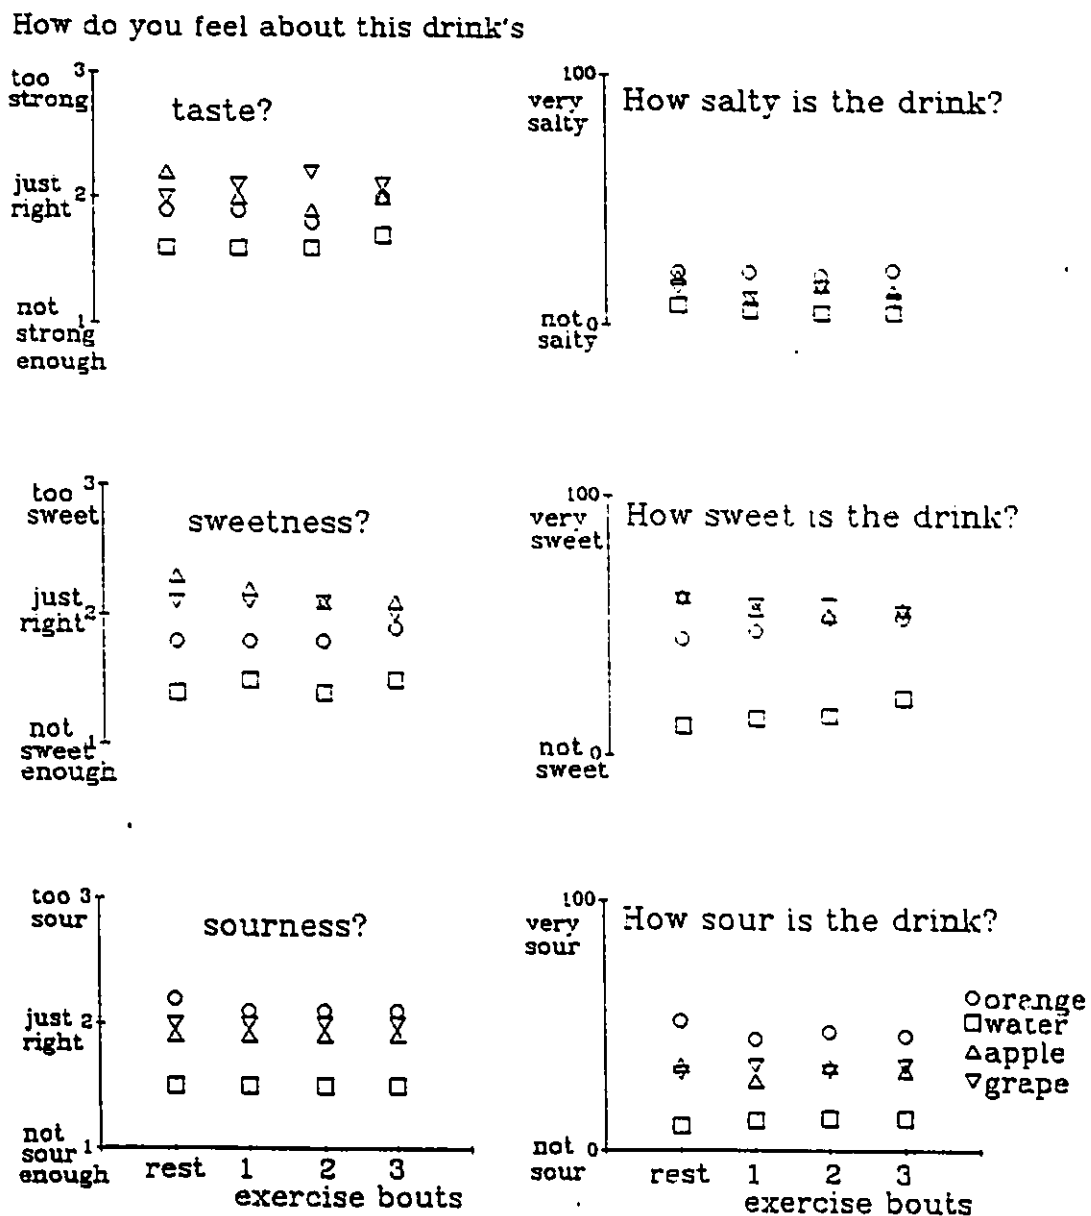 How do you feel about this drink's
too 3
strong
taste?
just
right 2
not
strong 1
enough
100
very
salty
How salty is the drink?
not 0
salty
too 3
sweet
sweetness?
just
right 2
not
sweet 1
enough
100
very
sweet
How sweet is the drink?
not 0
sweet
too 3
sour
sourness?
just 2
right
not
sour 1
enough
rest 1 2 3
exercise bouts
100
very
sour
How sour is the drink?
orange
water
apple
grape
not 0
sour
rest 1 2 3
exercise bouts